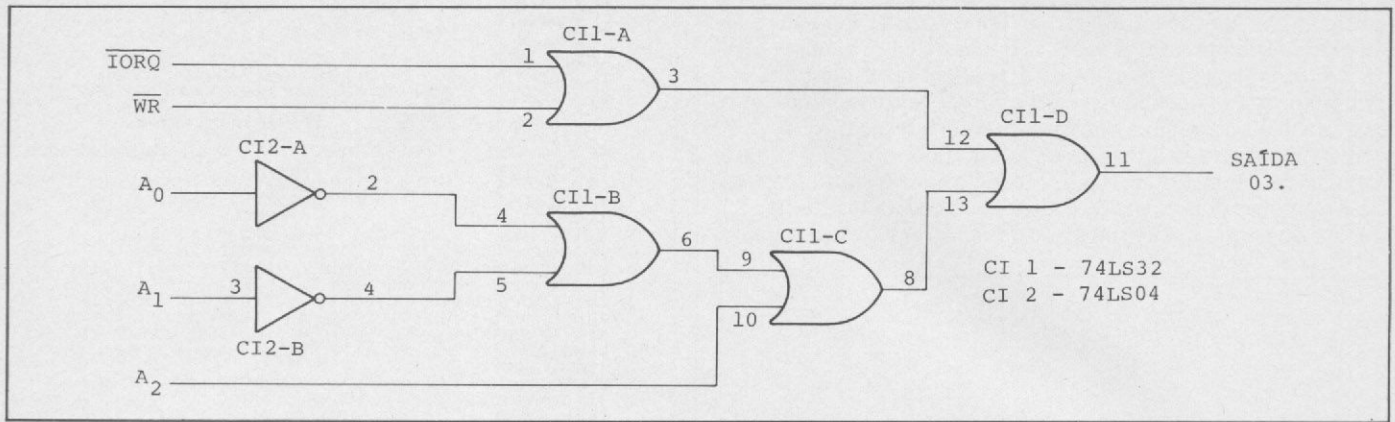 CI1-A
IORQ
1
3
WR
2
CI1-D
12
11
SAÍDA
03.
13
CI2-A
A0
2
CI1-B
4
6
CI1-C
9
8
5
10
A1
3
4
CI2-B
A2
CI 1 - 74LS32
CI 2 - 74LS04